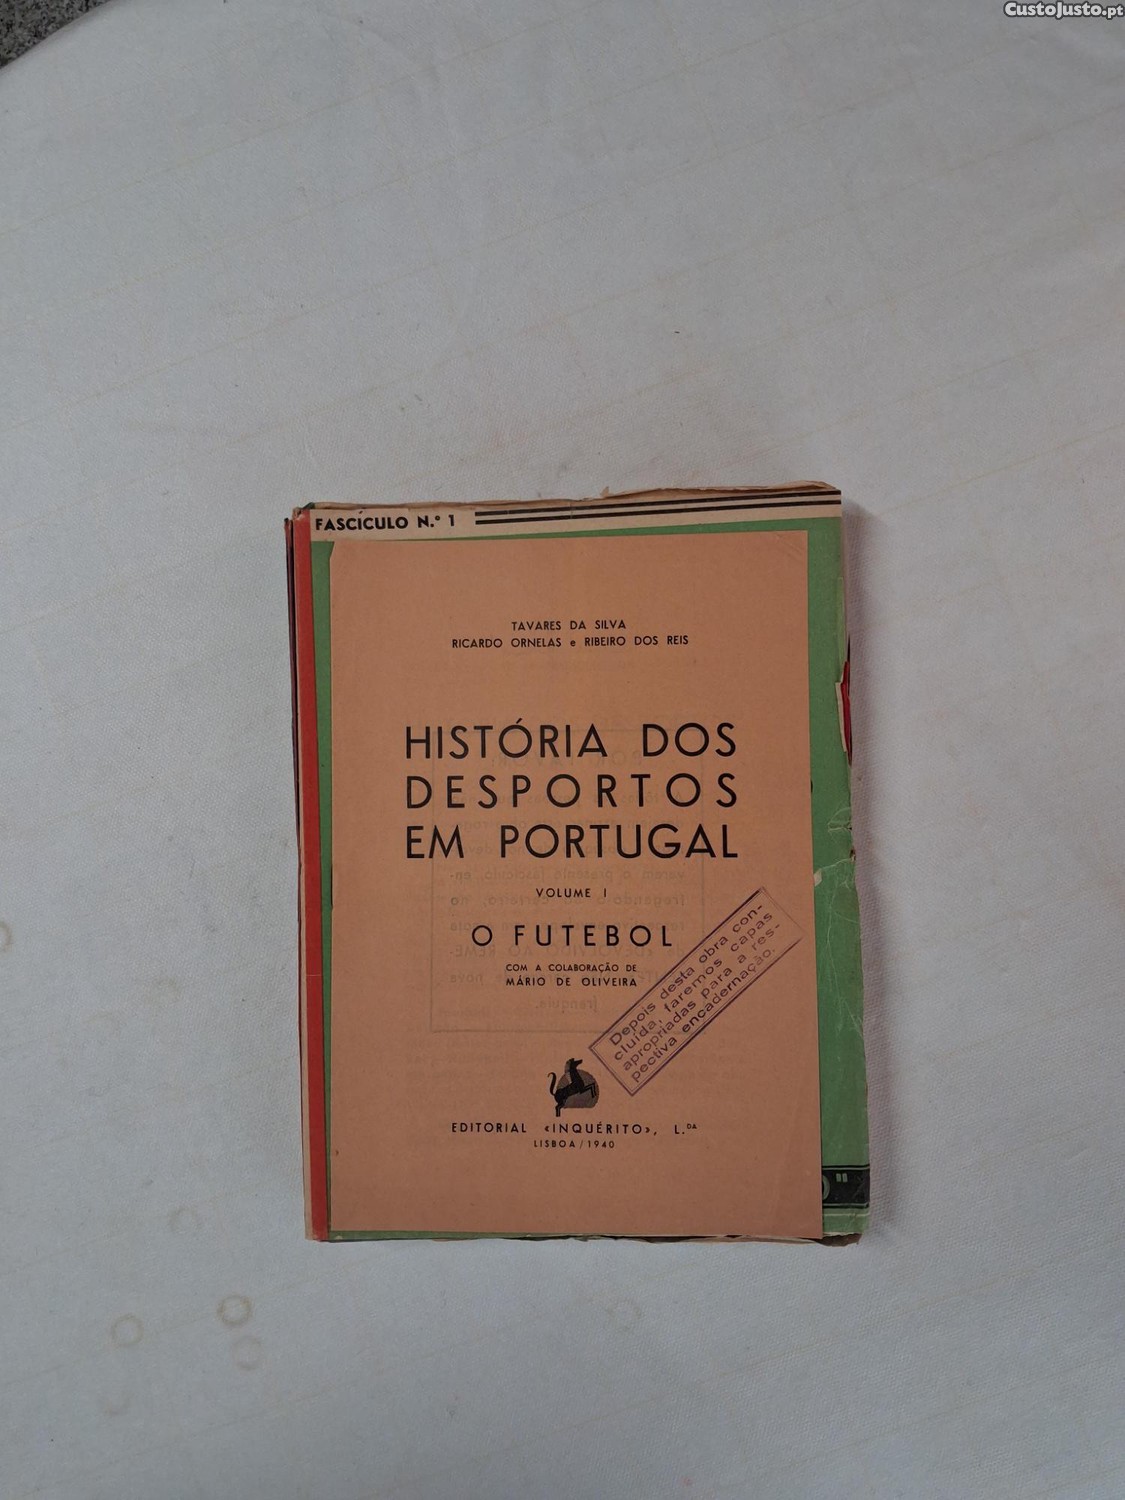 CustoJusto.pt
FASCÍCULO N.º 1
TAVARES DA SILVA
RICARDO ORNELAS e RIBEIRO DOS REIS
HISTÓRIA DOS
DESPORTOS
EM PORTUGAL
VOLUME I
O FUTEBOL
COM A COLABORAÇÃO DE
MÁRIO DE OLIVEIRA
Depois desta obra con-
cluída, faremos capas
apropriadas para a res-
pectiva encadernação.
EDITORIAL «INQUÉRITO», L.DA
LISBOA / 1940